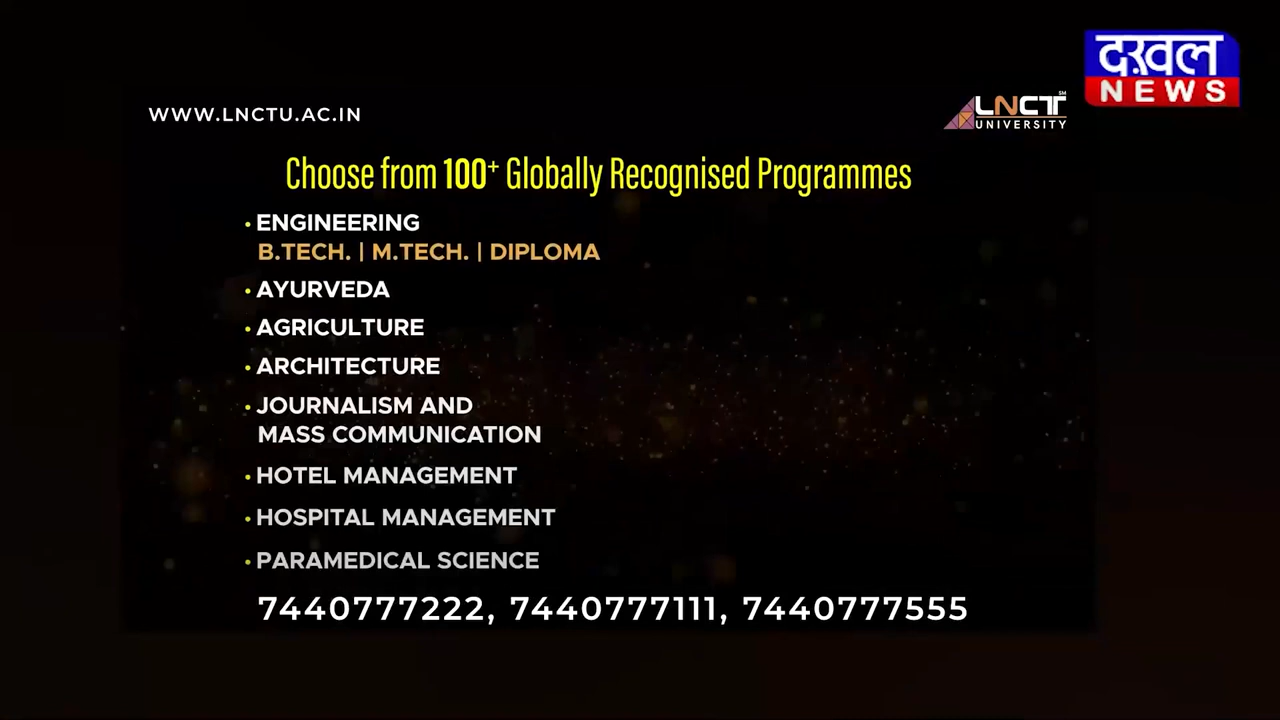 दख़ल
NEWS
WWW.LNCTU.AC.IN
LNCT SM
UNIVERSITY
Choose from 100+ Globally Recognised Programmes
• ENGINEERING
B.TECH. | M.TECH. | DIPLOMA
• AYURVEDA
• AGRICULTURE
• ARCHITECTURE
• JOURNALISM AND
MASS COMMUNICATION
• HOTEL MANAGEMENT
• HOSPITAL MANAGEMENT
• PARAMEDICAL SCIENCE
7440777222, 7440777111, 7440777555